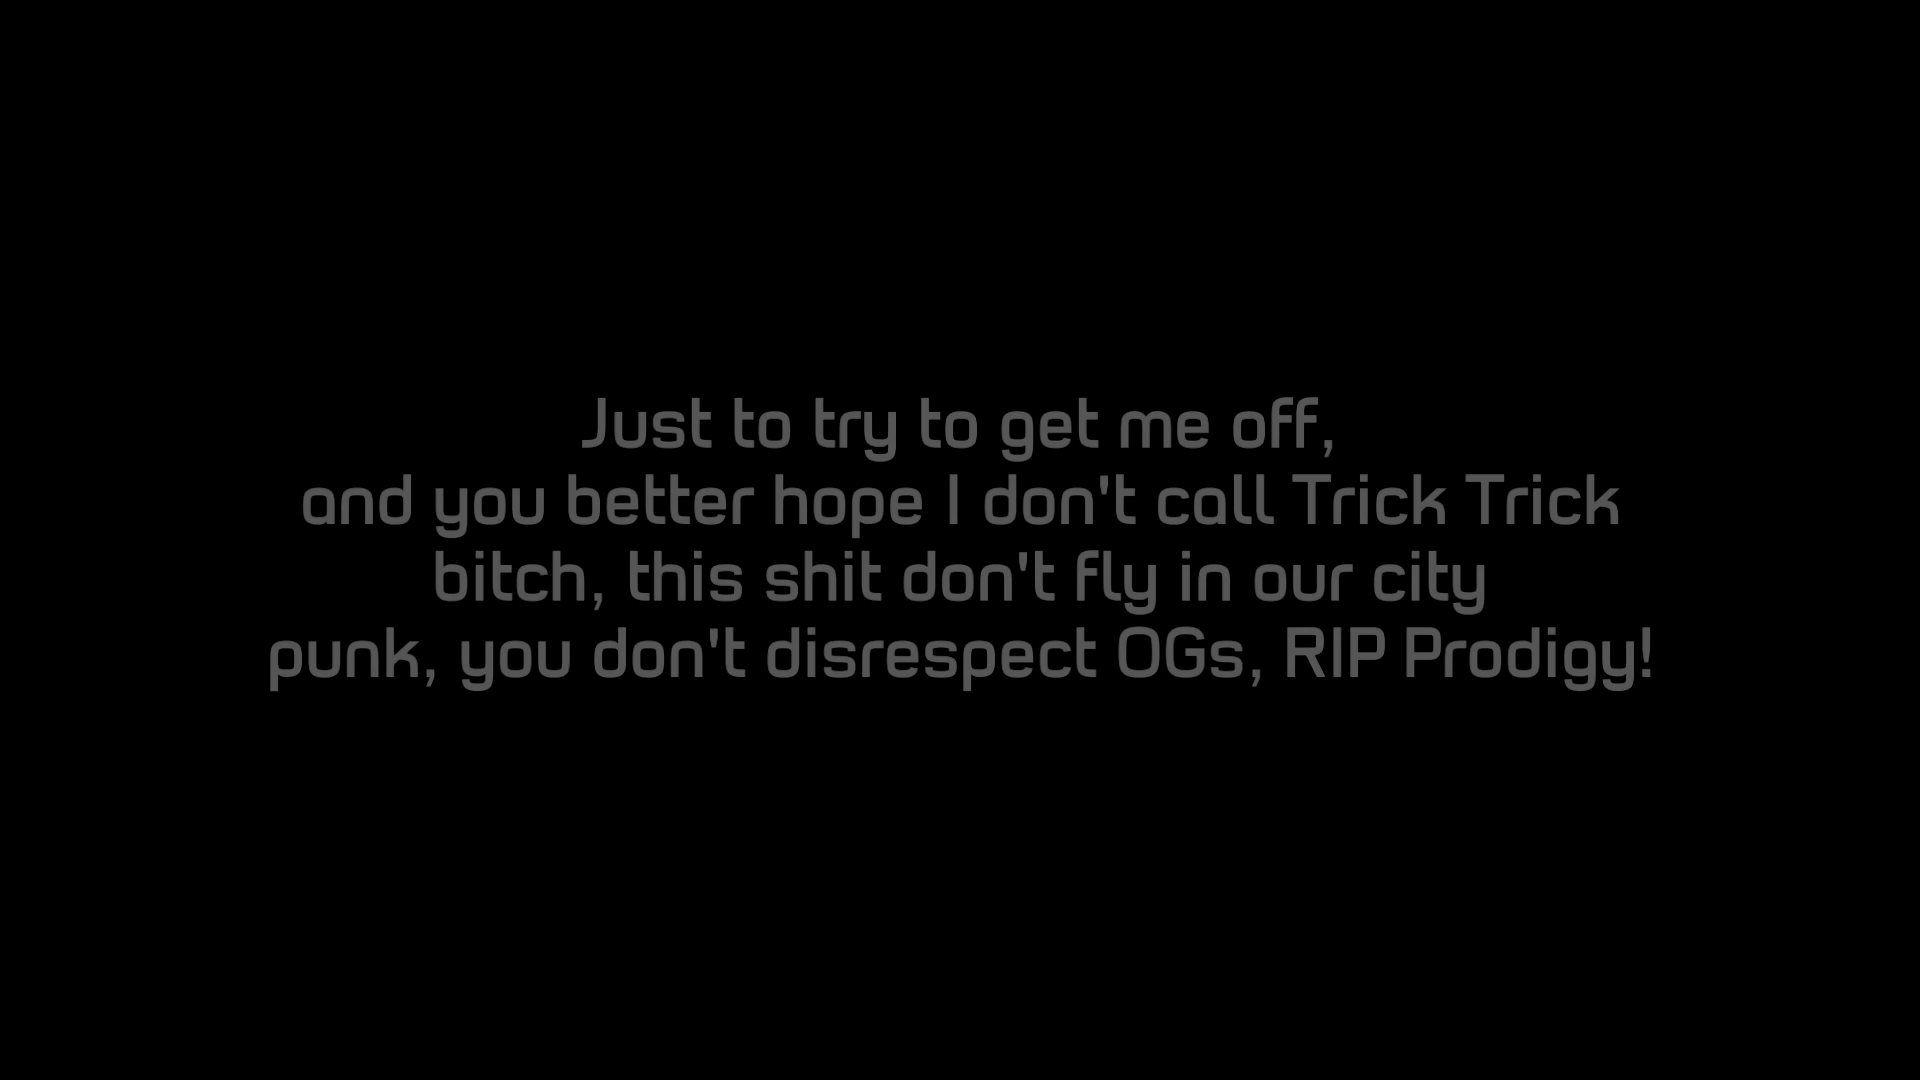 Just to try to get me off,
and you better hope I don't call Trick Trick
bitch, this shit don't fly in our city
punk, you don't disrespect OGs, RIP Prodigy!